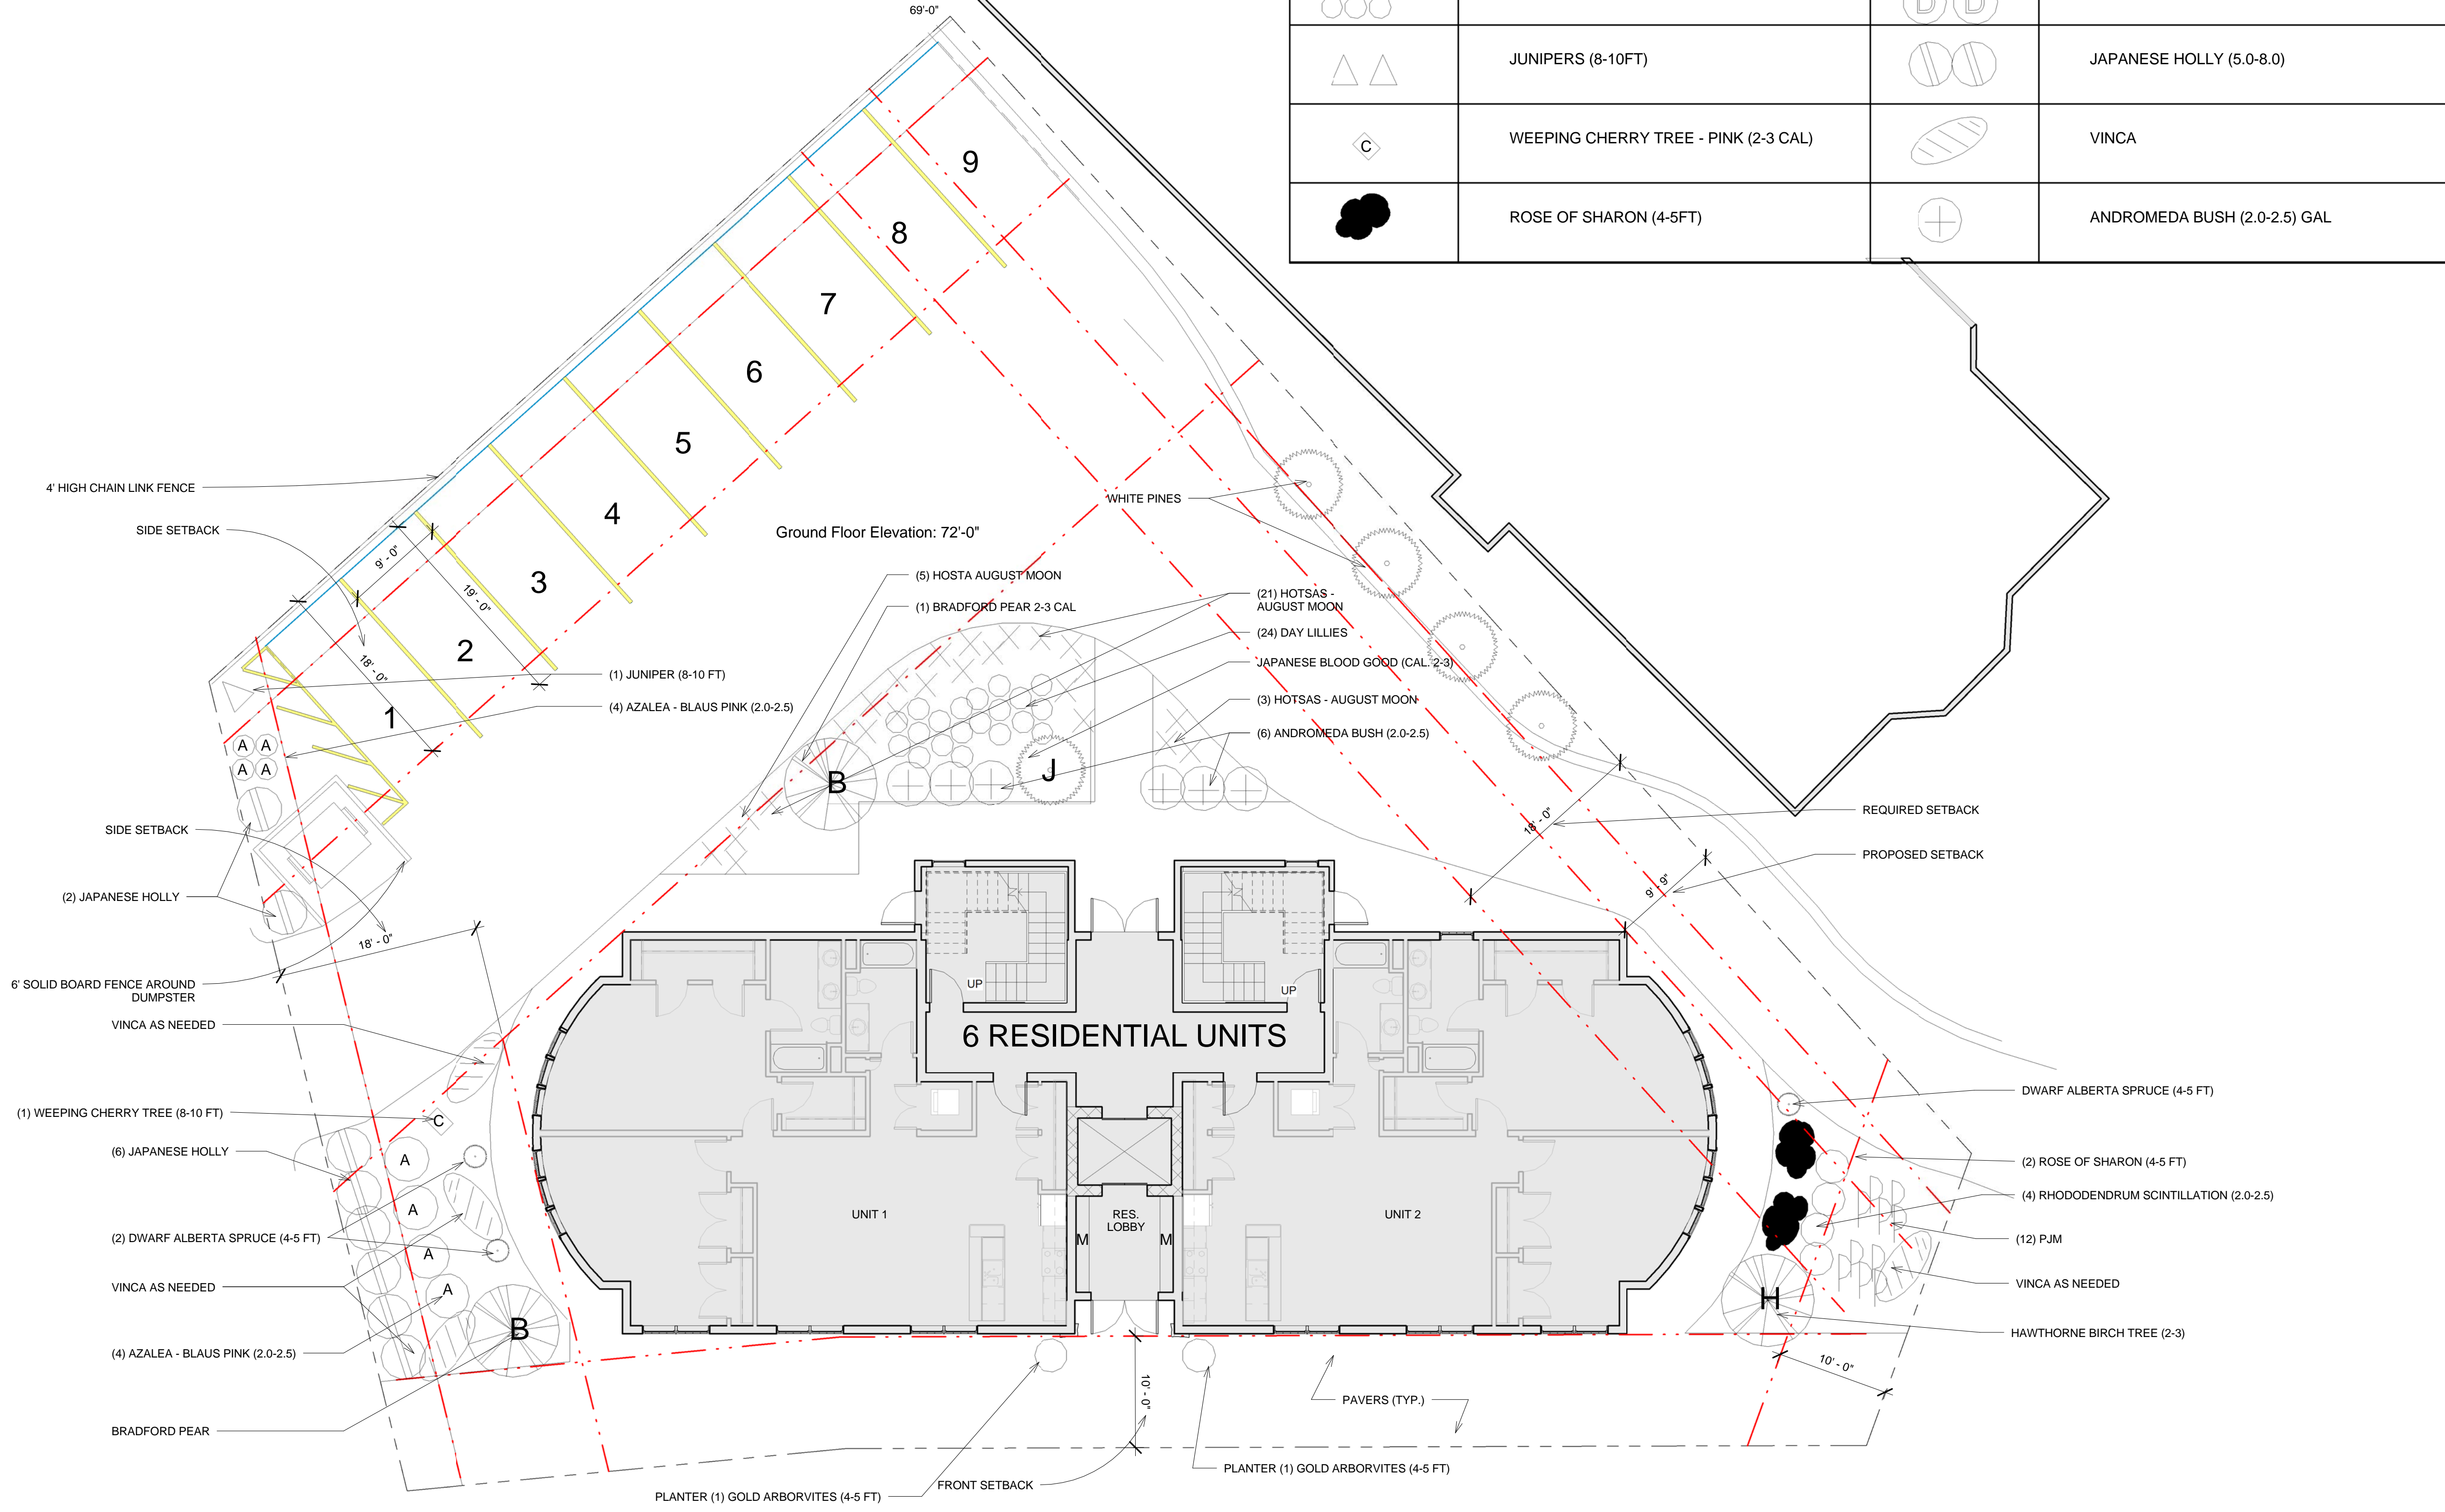 69'-0"
D D
JUNIPERS (8-10FT)
JAPANESE HOLLY (5.0-8.0)
C
WEEPING CHERRY TREE - PINK (2-3 CAL)
VINCA
ROSE OF SHARON (4-5FT)
ANDROMEDA BUSH (2.0-2.5) GAL
9
8
7
6
5
4
3
2
1
4' HIGH CHAIN LINK FENCE
SIDE SETBACK
9' - 0"
19' - 0"
18' - 0"
WHITE PINES
Ground Floor Elevation: 72'-0"
(5) HOSTA AUGUST MOON
(1) BRADFORD PEAR 2-3 CAL
(21) HOTSAS -
AUGUST MOON
(24) DAY LILLIES
JAPANESE BLOOD GOOD (CAL. 2-3)
(3) HOTSAS - AUGUST MOON
(6) ANDROMEDA BUSH (2.0-2.5)
(1) JUNIPER (8-10 FT)
(4) AZALEA - BLAUS PINK (2.0-2.5)
A A
A A
B
J
18' - 0"
REQUIRED SETBACK
PROPOSED SETBACK
9' - 9"
SIDE SETBACK
(2) JAPANESE HOLLY
18' - 0"
6' SOLID BOARD FENCE AROUND
DUMPSTER
VINCA AS NEEDED
UP
UP
6 RESIDENTIAL UNITS
(1) WEEPING CHERRY TREE (8-10 FT)
C
(6) JAPANESE HOLLY
A
A
A
A
(2) DWARF ALBERTA SPRUCE (4-5 FT)
VINCA AS NEEDED
(4) AZALEA - BLAUS PINK (2.0-2.5)
B
BRADFORD PEAR
UNIT 1
RES.
LOBBY
M
M
UNIT 2
DWARF ALBERTA SPRUCE (4-5 FT)
(2) ROSE OF SHARON (4-5 FT)
(4) RHODODENDRUM SCINTILLATION (2.0-2.5)
(12) PJM
VINCA AS NEEDED
H
HAWTHORNE BIRCH TREE (2-3)
10' - 0"
10' - 0"
PAVERS (TYP.)
PLANTER (1) GOLD ARBORVITES (4-5 FT)
FRONT SETBACK
PLANTER (1) GOLD ARBORVITES (4-5 FT)